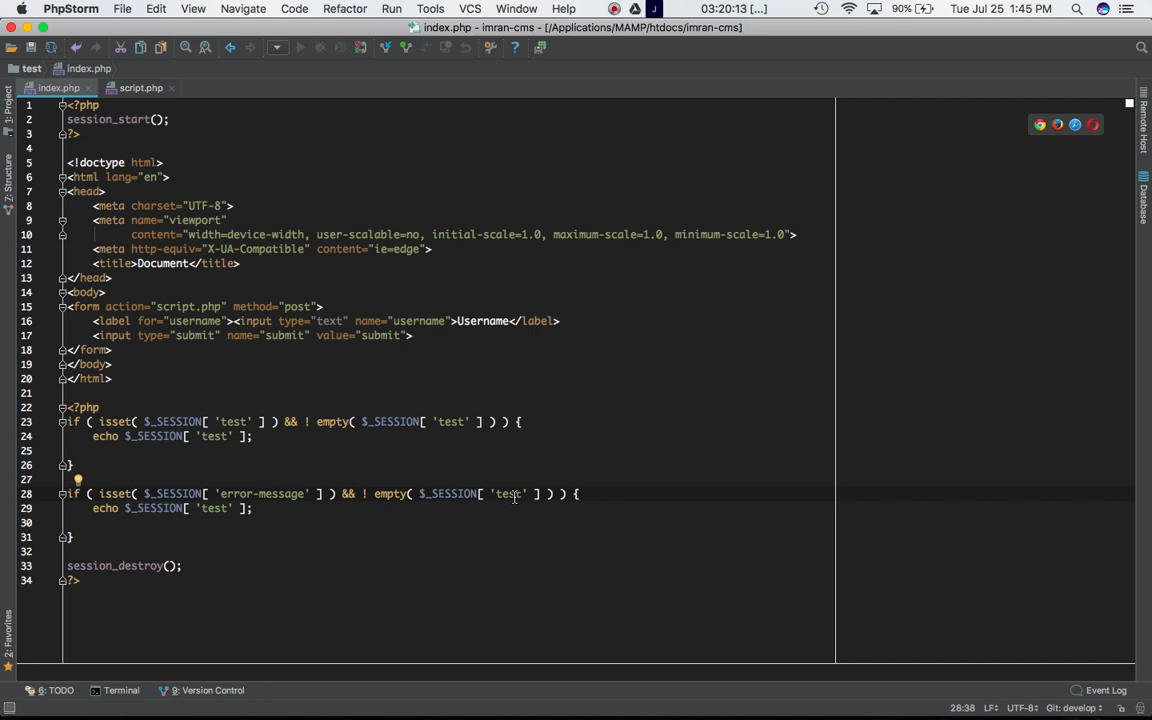 PhpStorm File Edit View Navigate Code Refactor Run Tools VCS Window Help J 03:20:13 [...] 90% Tue Jul 25 1:45 PM
index.php - imran-cms - [/Applications/MAMP/htdocs/imran-cms]
test index.php
index.php script.php
1 <?php
2 session_start();
3 ?>
4
5 <!doctype html>
6 <html lang="en">
7 <head>
8 <meta charset="UTF-8">
9 <meta name="viewport"
10 content="width=device-width, user-scalable=no, initial-scale=1.0, maximum-scale=1.0, minimum-scale=1.0">
11 <meta http-equiv="X-UA-Compatible" content="ie=edge">
12 <title>Document</title>
13 </head>
14 <body>
15 <form action="script.php" method="post">
16 <label for="username"><input type="text" name="username">Username</label>
17 <input type="submit" name="submit" value="submit">
18 </form>
19 </body>
20 </html>
21
22 <?php
23 if ( isset( $_SESSION[ 'test' ] ) && ! empty( $_SESSION[ 'test' ] ) ) {
24 echo $_SESSION[ 'test' ];
25
26 }
27
28 if ( isset( $_SESSION[ 'error-message' ] ) && ! empty( $_SESSION[ 'test' ] ) ) {
29 echo $_SESSION[ 'test' ];
30
31 }
32
33 session_destroy();
34 ?>
1: Project
7: Structure
2: Favorites
Remote Host
Database
6: TODO Terminal 9: Version Control Event Log
28:38 LF UTF-8 Git: develop